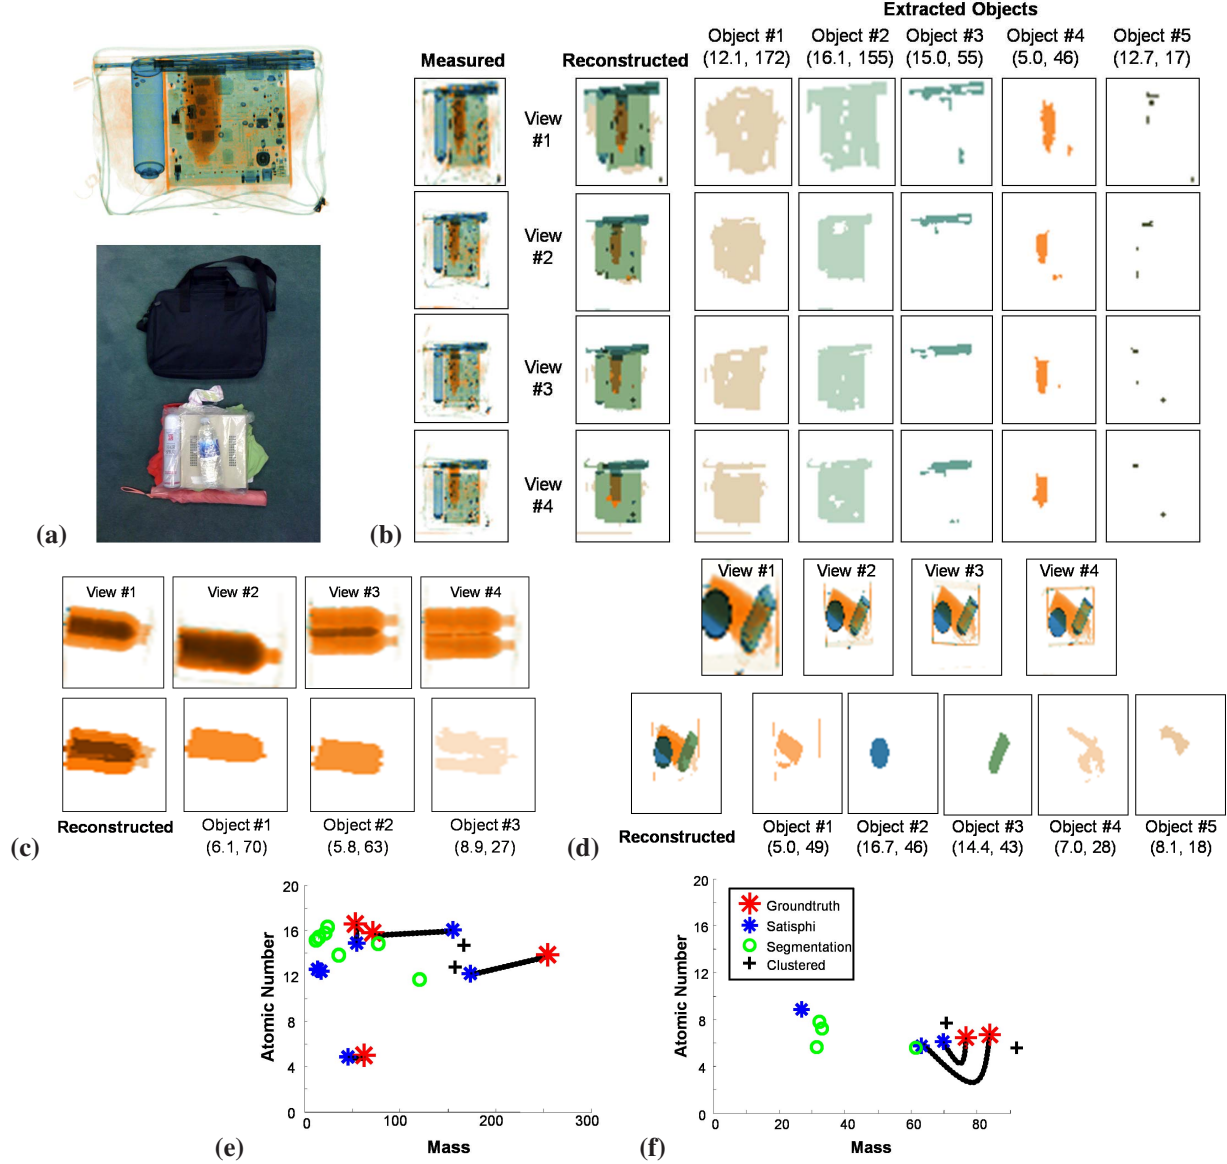 Extracted Objects
Measured
Reconstructed
Object #1
(12.1, 172)
Object #2
(16.1, 155)
Object #3
(15.0, 55)
Object #4
(5.0, 46)
Object #5
(12.7, 17)
View #1
View #2
View #3
View #4
(a)
(b)
View #1
View #2
View #3
View #4
Reconstructed
Object #1
(6.1, 70)
Object #2
(5.8, 63)
Object #3
(8.9, 27)
(c)
View #1
View #2
View #3
View #4
Reconstructed
Object #1
(5.0, 49)
Object #2
(16.7, 46)
Object #3
(14.4, 43)
Object #4
(7.0, 28)
Object #5
(8.1, 18)
(d)
20
16
12
8
4
0
Atomic Number
0 100 200 300
Mass
(e)
20
16
12
8
4
0
Atomic Number
Groundtruth
Satisphi
Segmentation
Clustered
0 20 40 60 80
Mass
(f)